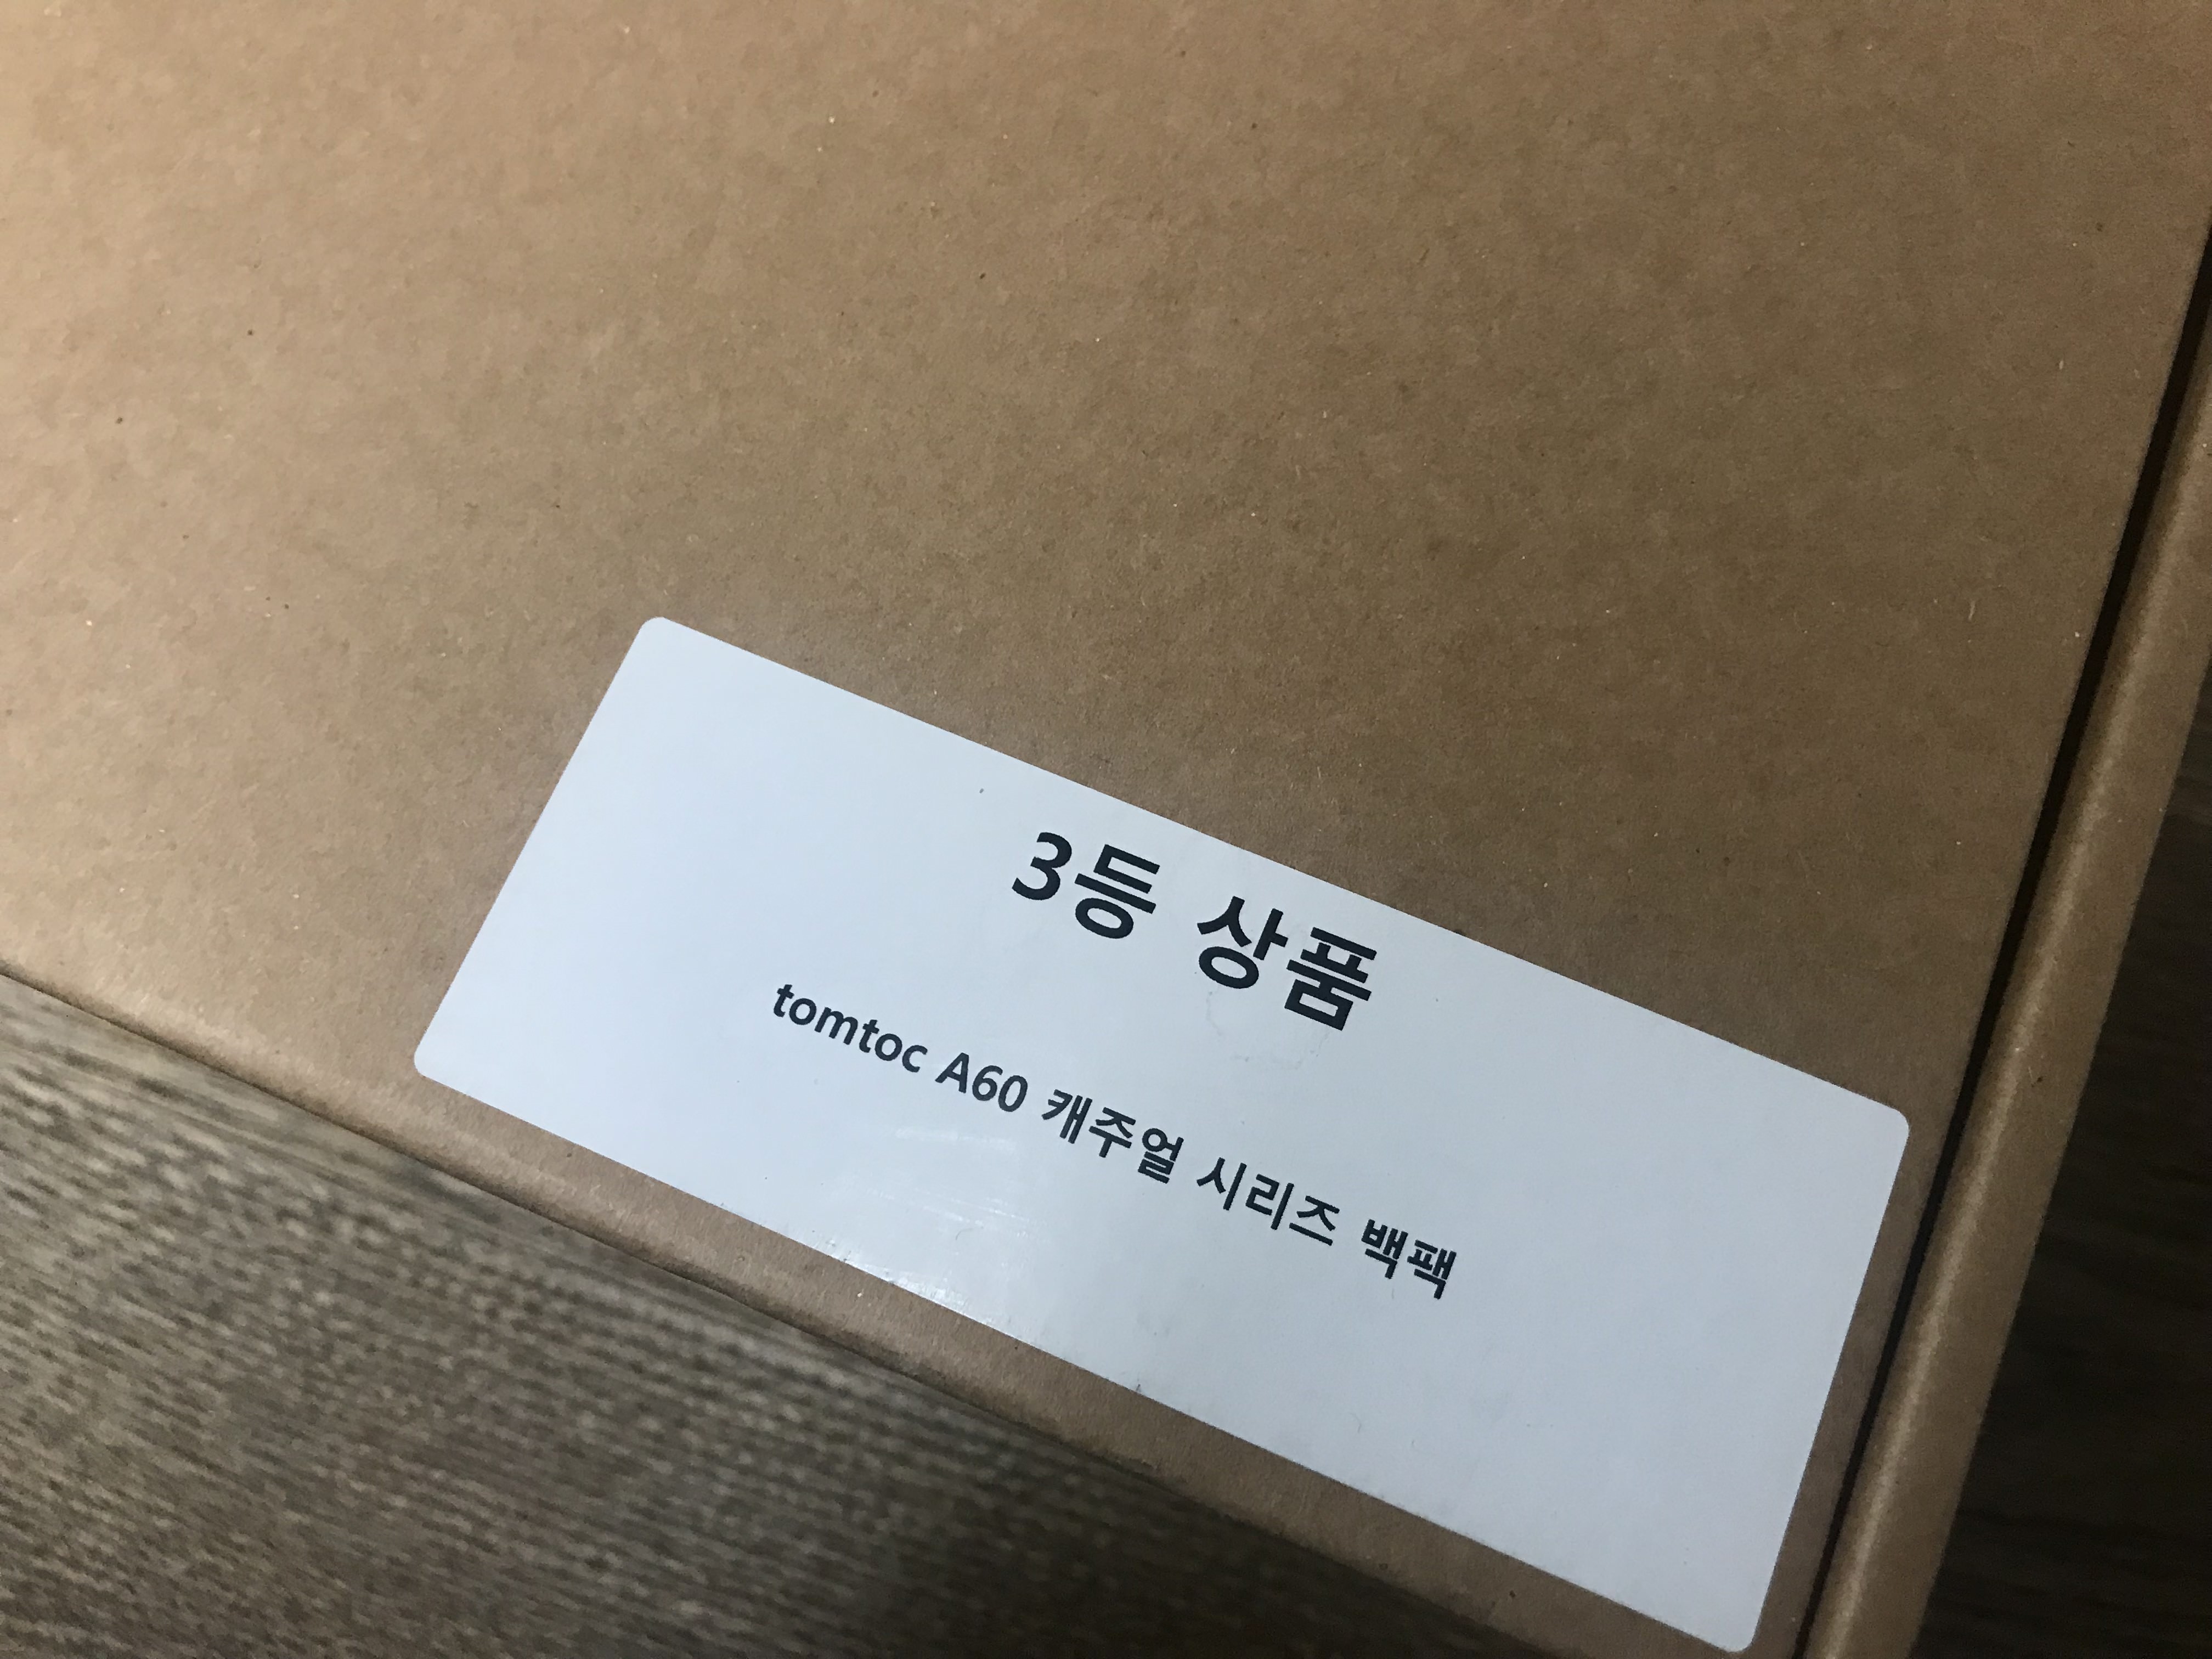 3등 상품
tomtoc A60 캐주얼 시리즈 백팩